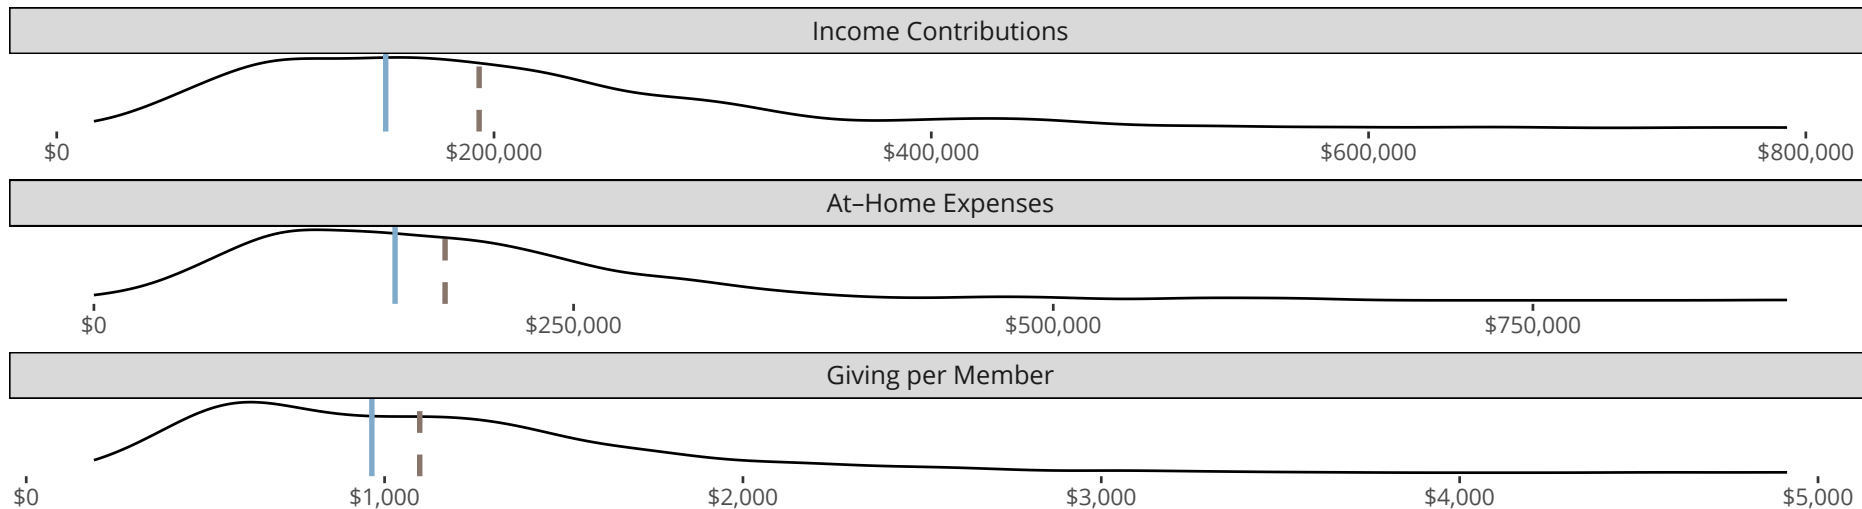 Income Contributions
$0 $200,000 $400,000 $600,000 $800,000
At–Home Expenses
$0 $250,000 $500,000 $750,000
Giving per Member
$0 $1,000 $2,000 $3,000 $4,000 $5,000